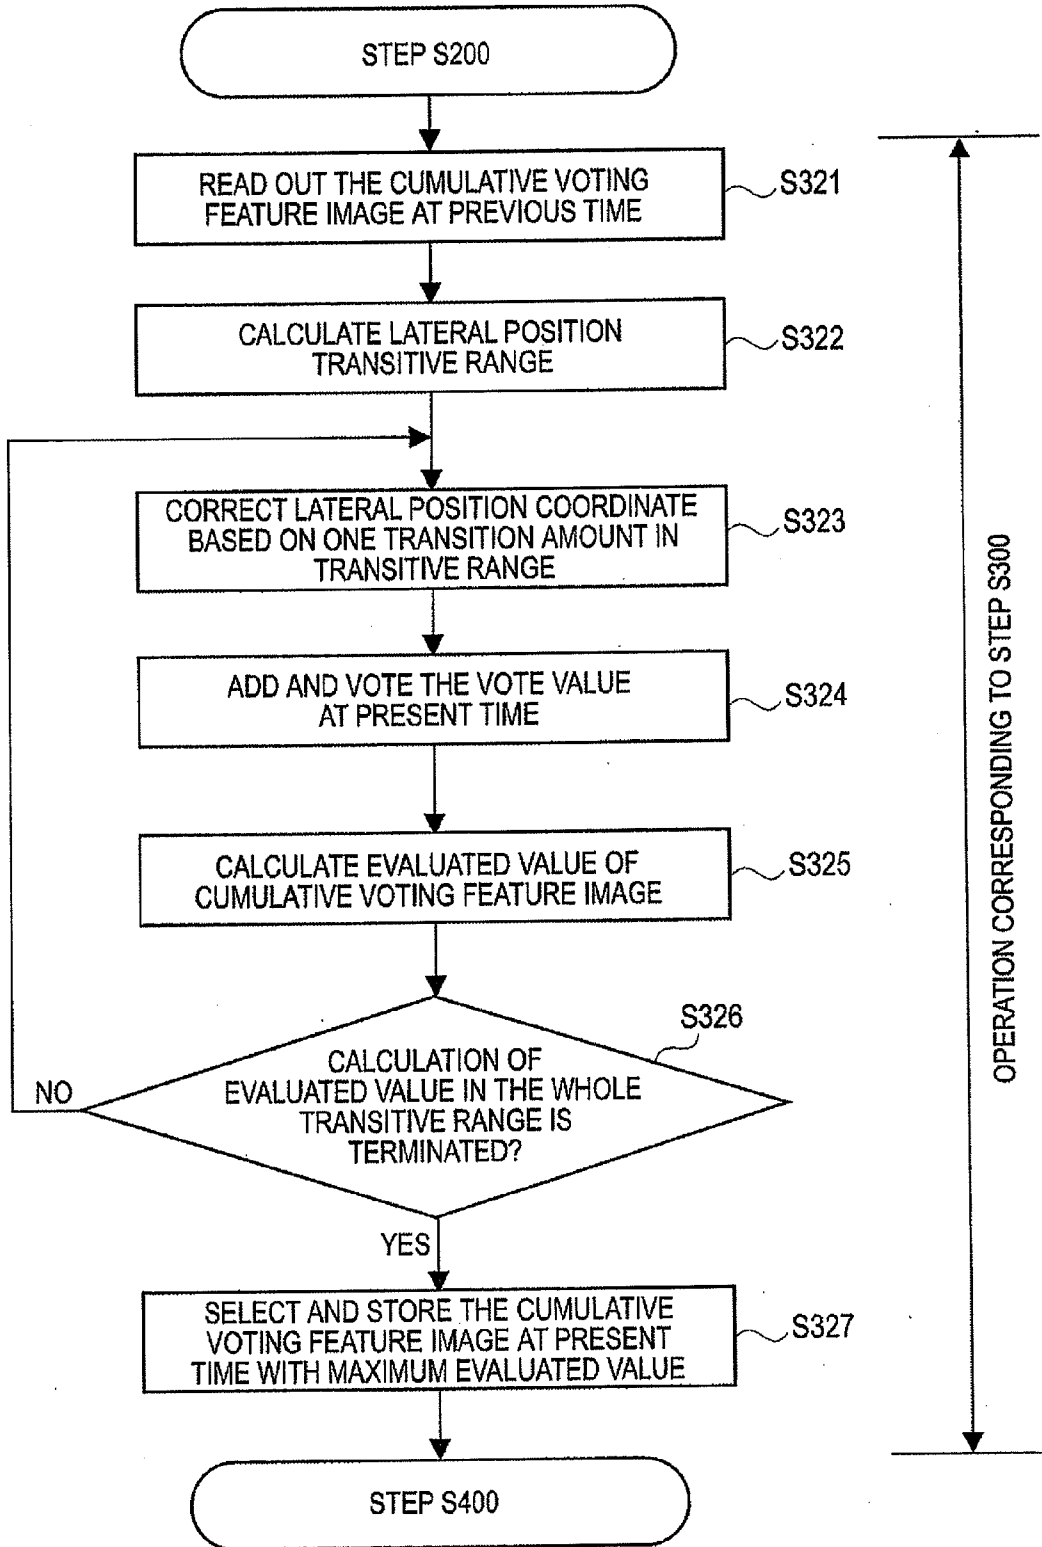 STEP S200
READ OUT THE CUMULATIVE VOTING
FEATURE IMAGE AT PREVIOUS TIME
S321
CALCULATE LATERAL POSITION
TRANSITIVE RANGE
S322
CORRECT LATERAL POSITION COORDINATE
BASED ON ONE TRANSITION AMOUNT IN
TRANSITIVE RANGE
S323
ADD AND VOTE THE VOTE VALUE
AT PRESENT TIME
S324
CALCULATE EVALUATED VALUE OF
CUMULATIVE VOTING FEATURE IMAGE
S325
CALCULATION OF
EVALUATED VALUE IN THE WHOLE
TRANSITIVE RANGE IS
TERMINATED?
S326
NO
YES
SELECT AND STORE THE CUMULATIVE
VOTING FEATURE IMAGE AT PRESENT
TIME WITH MAXIMUM EVALUATED VALUE
S327
STEP S400
OPERATION CORRESPONDING TO STEP S300